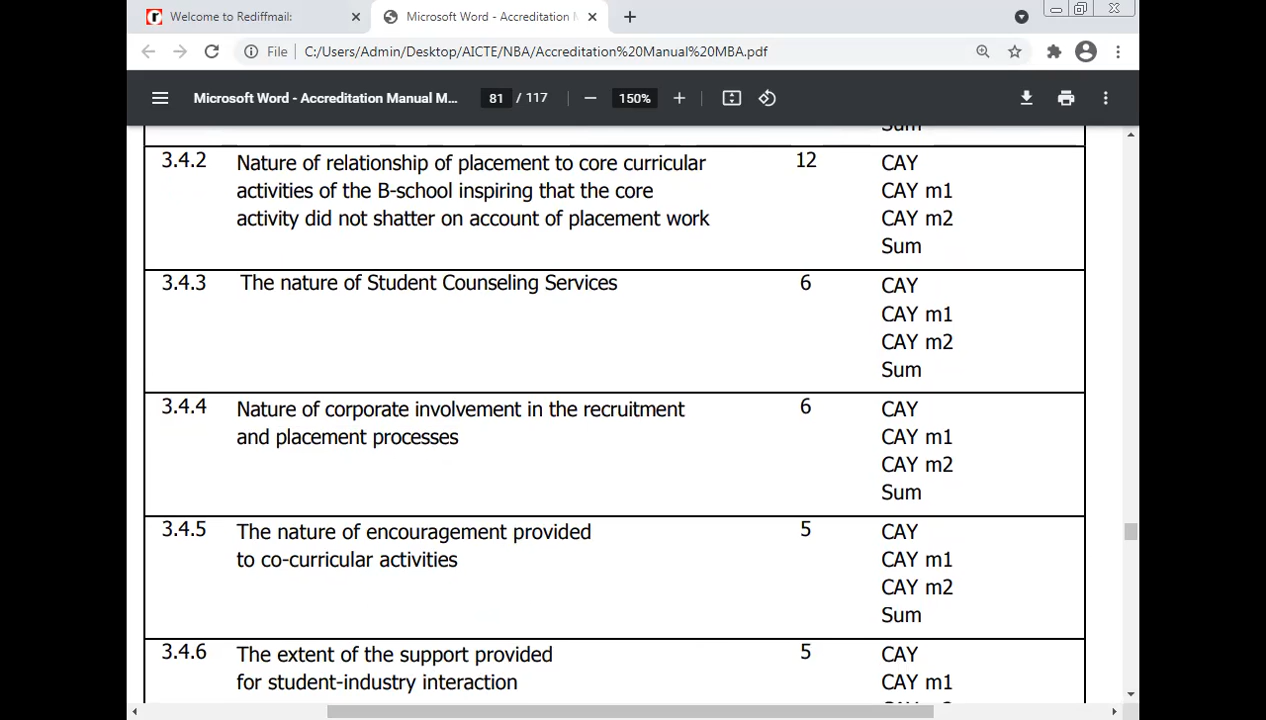 Welcome to Rediffmail:
Microsoft Word - Accreditation M
File C:/Users/Admin/Desktop/AICTE/NBA/Accreditation%20Manual%20MBA.pdf
Microsoft Word - Accreditation Manual M... 81 / 117 150%
Sum
3.4.2 Nature of relationship of placement to core curricular 12 CAY
activities of the B-school inspiring that the core CAY m1
activity did not shatter on account of placement work CAY m2
Sum
3.4.3 The nature of Student Counseling Services 6 CAY
CAY m1
CAY m2
Sum
3.4.4 Nature of corporate involvement in the recruitment 6 CAY
and placement processes CAY m1
CAY m2
Sum
3.4.5 The nature of encouragement provided 5 CAY
to co-curricular activities CAY m1
CAY m2
Sum
3.4.6 The extent of the support provided 5 CAY
for student-industry interaction CAY m1